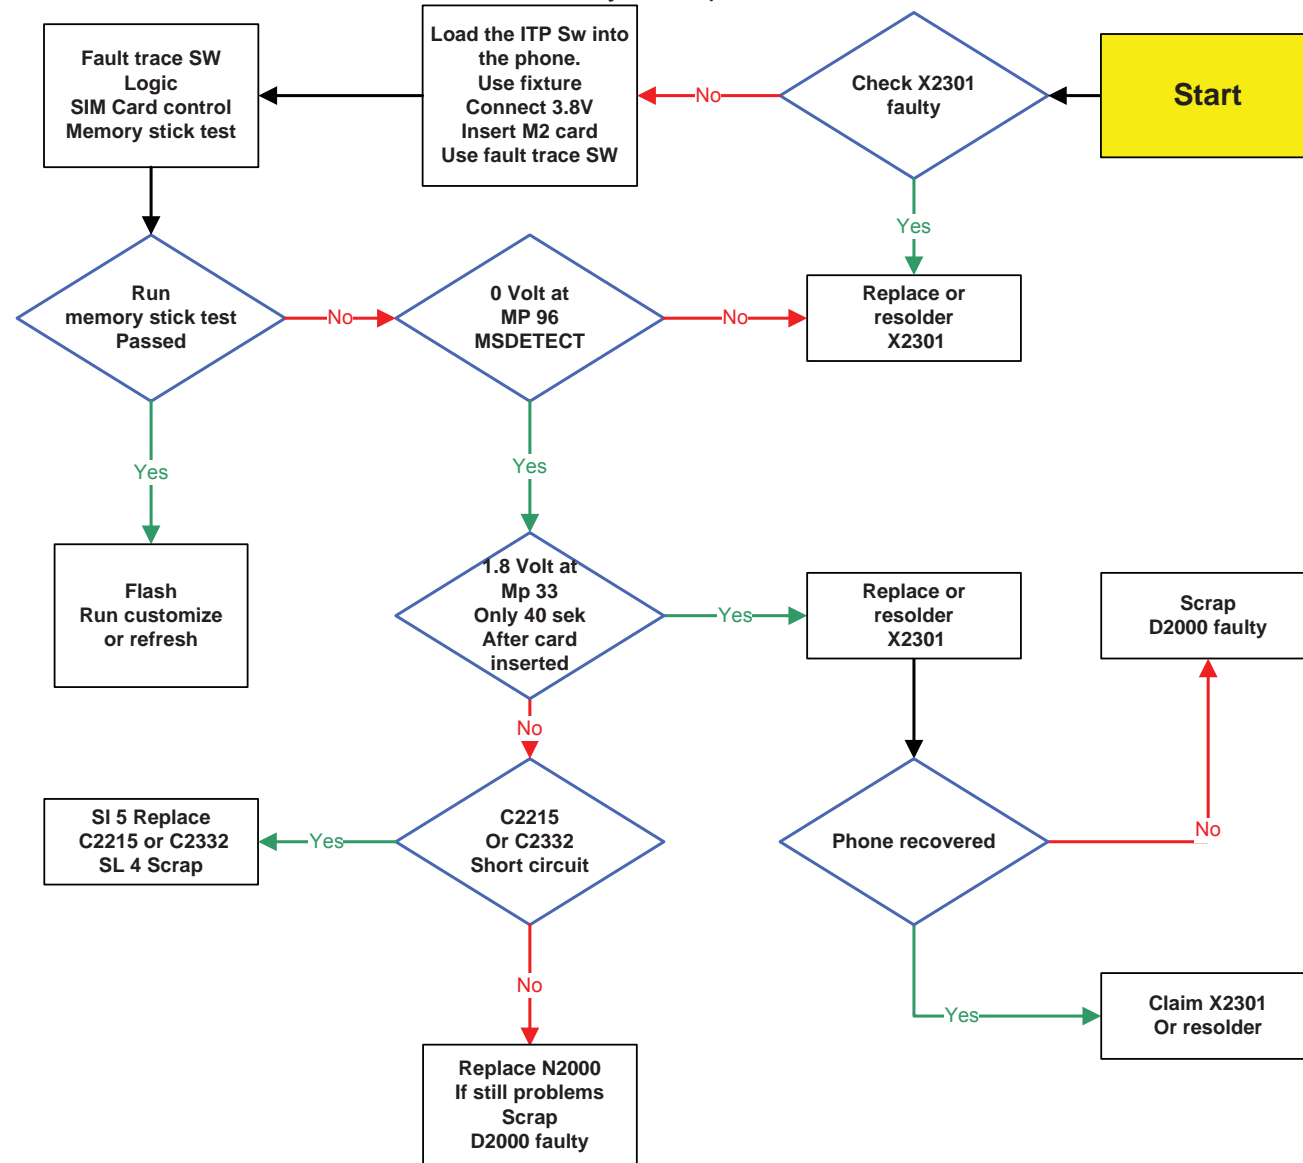 Fault trace SW
Logic
SIM Card control
Memory stick test
Load the ITP Sw into
the phone.
Use fixture
Connect 3.8V
Insert M2 card
Use fault trace SW
No
Check X2301
faulty
Start
Yes
Run
memory stick test
Passed
No
0 Volt at
MP 96
MSDETECT
No
Replace or
resolder
X2301
Yes
Yes
Flash
Run customize
or refresh
1.8 Volt at
Mp 33
Only 40 sek
After card
inserted
Yes
Replace or
resolder
X2301
Scrap
D2000 faulty
No
SI 5 Replace
C2215 or C2332
SL 4 Scrap
Yes
C2215
Or C2332
Short circuit
Phone recovered
No
No
Yes
Claim X2301
Or resolder
Replace N2000
If still problems
Scrap
D2000 faulty